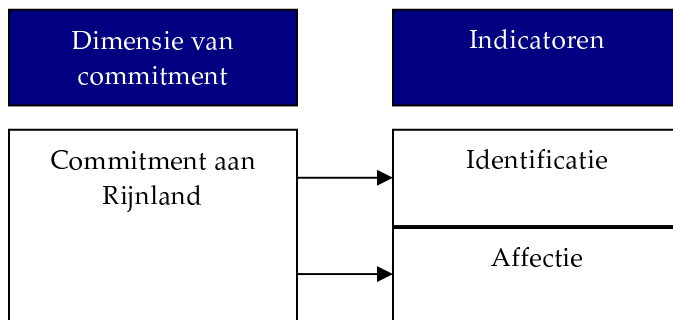 Dimensie van
commitment
Indicatoren
Commitment aan
Rijnland
Identificatie
Affectie